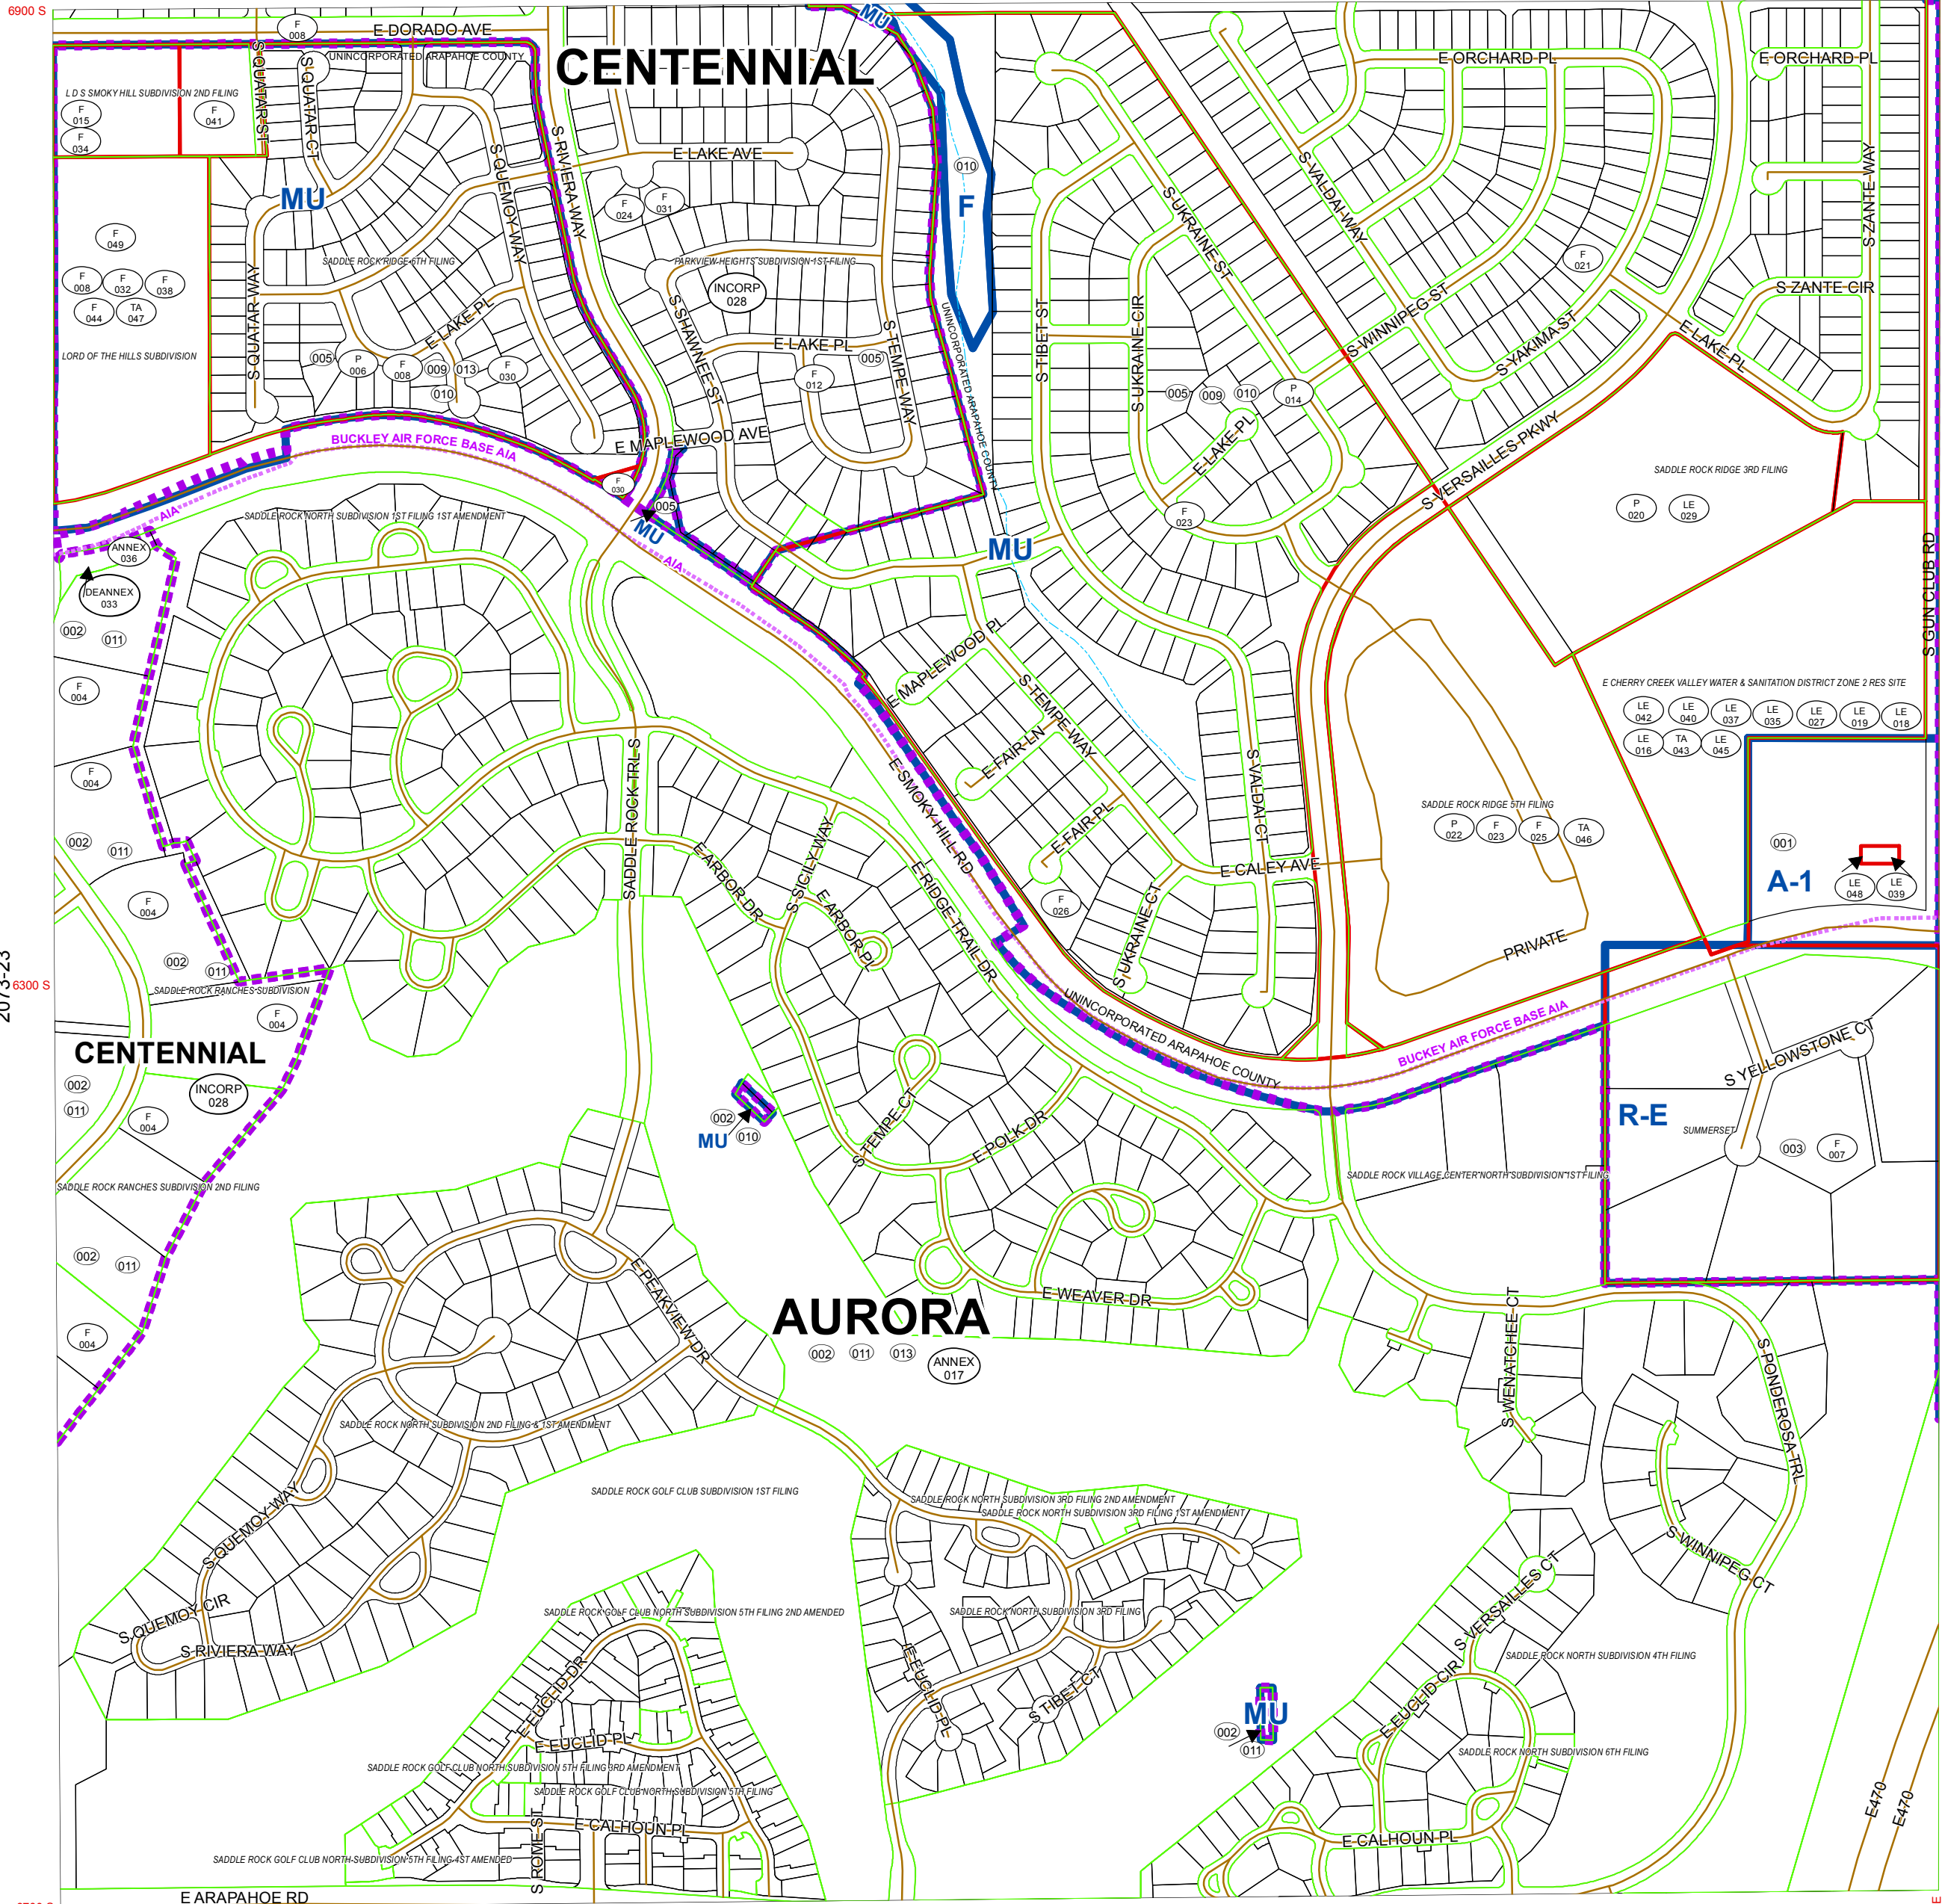 6900 S
E DORADO AVE
F
008
UNINCORPORATED ARAPAHOE COUNTY
CENTENNIAL
MU
E ORCHARD PL
E ORCHARD PL
L D S SMOKY HILL SUBDIVISION 2ND FILING
F
015
F
034
F
041
S QUATAR ST
S QUATAR CT
S RIVIERA WAY
S QUEMOY WAY
E LAKE AVE
010
F
S VALDAI WAY
S UKRAINE ST
S ZANTE WAY
MU
F
024
F
031
F
049
F
008
F
032
F
038
F
044
TA
047
LORD OF THE HILLS SUBDIVISION
S QUATAR WAY
SADDLE ROCK RIDGE 6TH FILING
PARKVIEW HEIGHTS SUBDIVISION 1ST FILING
INCORP
028
F
021
S ZANTE CIR
E LAKE PL
S SHAWNEE ST
S TEMPE WAY
E LAKE PL
UNINCORPORATED ARAPAHOE COUNTY
S TIBET ST
S UKRAINE CIR
S WINNIPEG ST
S YAKIMA ST
E LAKE PL
005
P
006
F
008
009
013
F
030
010
F
012
005
005
009
010
P
014
E LAKE PL
E MAPLEWOOD AVE
BUCKLEY AIR FORCE BASE AIA
AIA
S VERSAILLES PKWY
SADDLE ROCK RIDGE 3RD FILING
P
020
LE
029
F
030
005
MU
AIA
F
023
MU
SADDLE ROCK NORTH SUBDIVISION 1ST FILING 1ST AMENDMENT
ANNEX
036
DEANNEX
033
002
011
F
004
S GUN CLUB RD
E MAPLEWOOD PL
S TEMPE WAY
E FAIR LN
E FAIR PL
E SMOKY HILL RD
S VALDAI CT
E CHERRY CREEK VALLEY WATER & SANITATION DISTRICT ZONE 2 RES SITE
LE
042
LE
040
LE
037
LE
035
LE
027
LE
019
LE
018
LE
016
TA
043
LE
045
F
004
002
011
SADDLE ROCK TRL S
SADDLE ROCK RIDGE 5TH FILING
P
022
F
023
F
025
TA
046
001
A-1
LE
048
LE
039
E ARBOR DR
S SICILY WAY
E ARBOR PL
E RIDGE TRAIL DR
E CALEY AVE
F
026
S UKRAINE CT
PRIVATE
F
004
002
011
2073-23
6300 S
SADDLE ROCK RANCHES SUBDIVISION
F
004
CENTENNIAL
INCORP
028
002
011
F
004
UNINCORPORATED ARAPAHOE COUNTY
BUCKEY AIR FORCE BASE AIA
S YELLOWSTONE CT
R-E
SUMMERSET
003
F
007
002
010
MU
S TEMPE CT
E POLK DR
SADDLE ROCK VILLAGE CENTER NORTH SUBDIVISION 1ST FILING
SADDLE ROCK RANCHES SUBDIVISION 2ND FILING
002
011
F
004
E PEAKVIEW DR
E WEAVER DR
AURORA
002
011
013
ANNEX
017
S WENATCHEE CT
S PONDEROSA TRL
SADDLE ROCK NORTH SUBDIVISION 2ND FILING & 1ST AMENDMENT
SADDLE ROCK GOLF CLUB SUBDIVISION 1ST FILING
SADDLE ROCK NORTH SUBDIVISION 3RD FILING 2ND AMENDMENT
SADDLE ROCK NORTH SUBDIVISION 3RD FILING 1ST AMENDMENT
S QUEMOY WAY
S QUEMOY CIR
S RIVIERA WAY
S WINNIPEG CT
SADDLE ROCK GOLF CLUB NORTH SUBDIVISION 5TH FILING 2ND AMENDED
SADDLE ROCK NORTH SUBDIVISION 3RD FILING
S VERSAILLES CT
SADDLE ROCK NORTH SUBDIVISION 4TH FILING
E EUCLID DR
E EUCLID PL
E EUCLID PL
S TIBET CT
MU
002
011
E EUCLID CIR
SADDLE ROCK NORTH SUBDIVISION 6TH FILING
SADDLE ROCK GOLF CLUB NORTH SUBDIVISION 5TH FILING 3RD AMENDMENT
SADDLE ROCK GOLF CLUB NORTH SUBDIVISION 5TH FILING
S ROME ST
E CALHOUN PL
E CALHOUN PL
E470
E470
SADDLE ROCK GOLF CLUB NORTH SUBDIVISION 5TH FILING 4ST AMENDED
E ARAPAHOE RD
E